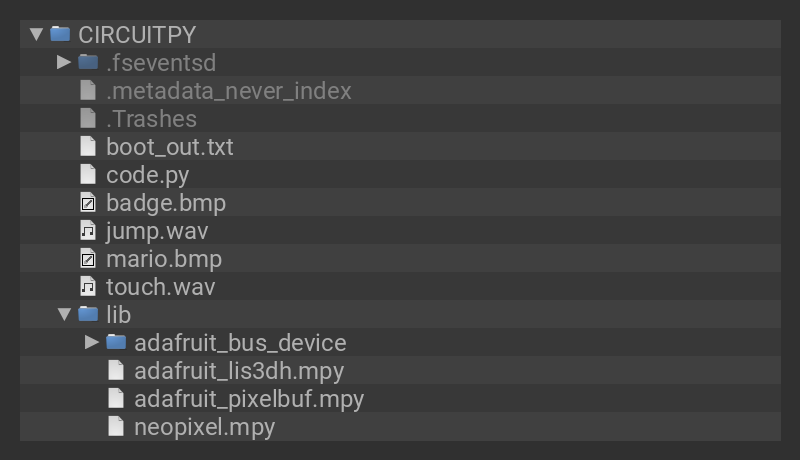 CIRCUITPY
.fseventsd
.metadata_never_index
.Trashes
boot_out.txt
code.py
badge.bmp
jump.wav
mario.bmp
touch.wav
lib
adafruit_bus_device
adafruit_lis3dh.mpy
adafruit_pixelbuf.mpy
neopixel.mpy